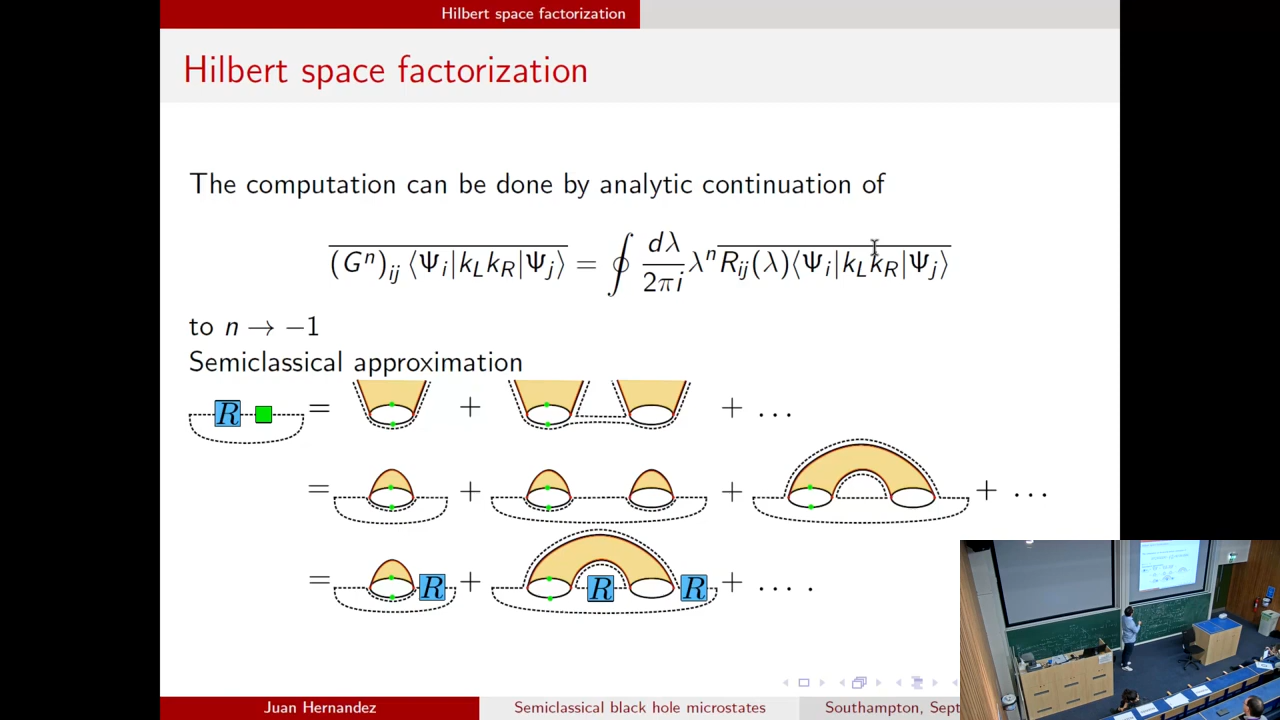 Hilbert space factorization
Hilbert space factorization
The computation can be done by analytic continuation of
(Gⁿ)ᵢⱼ ⟨Ψᵢ|k_L k_R|Ψⱼ⟩ = ∮ dλ/2πi λⁿ Rᵢⱼ(λ)⟨Ψᵢ|k_L k_R|Ψⱼ⟩
to n → −1
Semiclassical approximation
R = + + ...
= + + + ...
= R + R R + ... .
Juan Hernandez
Semiclassical black hole microstates
Southampton, Sept